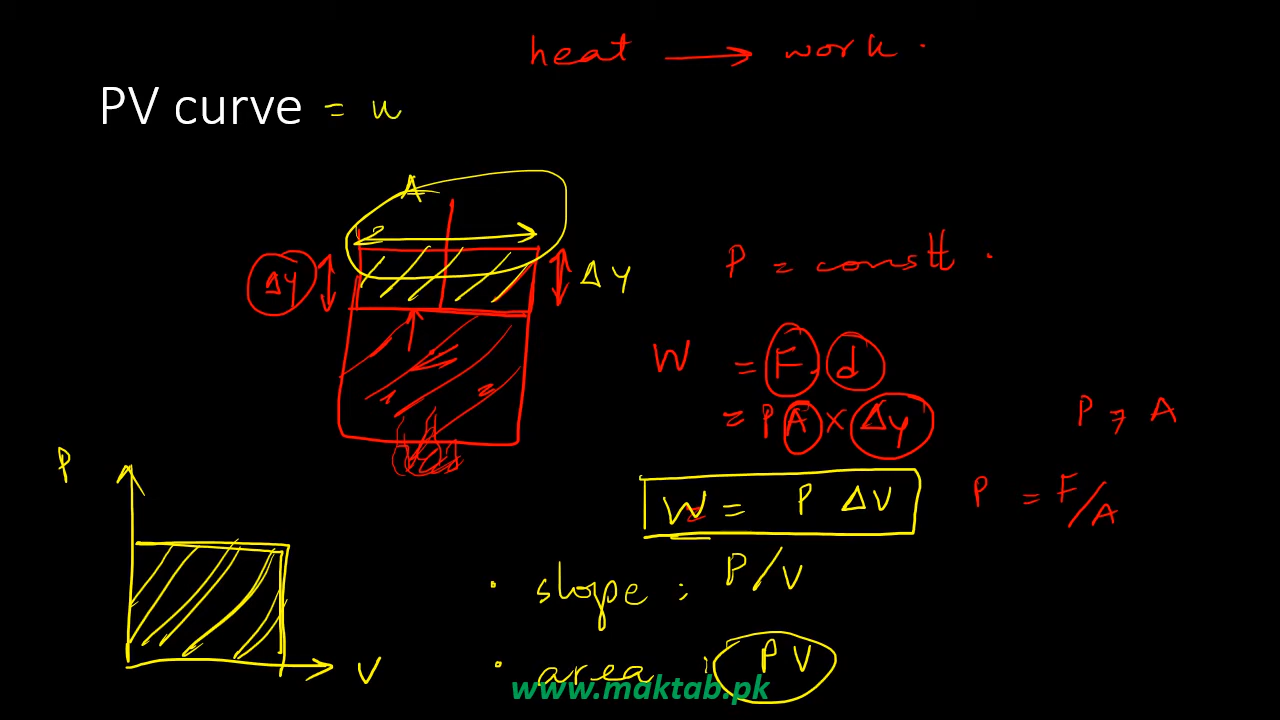 heat → work .
PV curve = u
A
Δy
Δy
P = constt .
W = F . d
= P A × Δy
P , A
W = P ΔV
P = F/A
P
V
• slope : P/V
• area : PV
www.maktab.pk